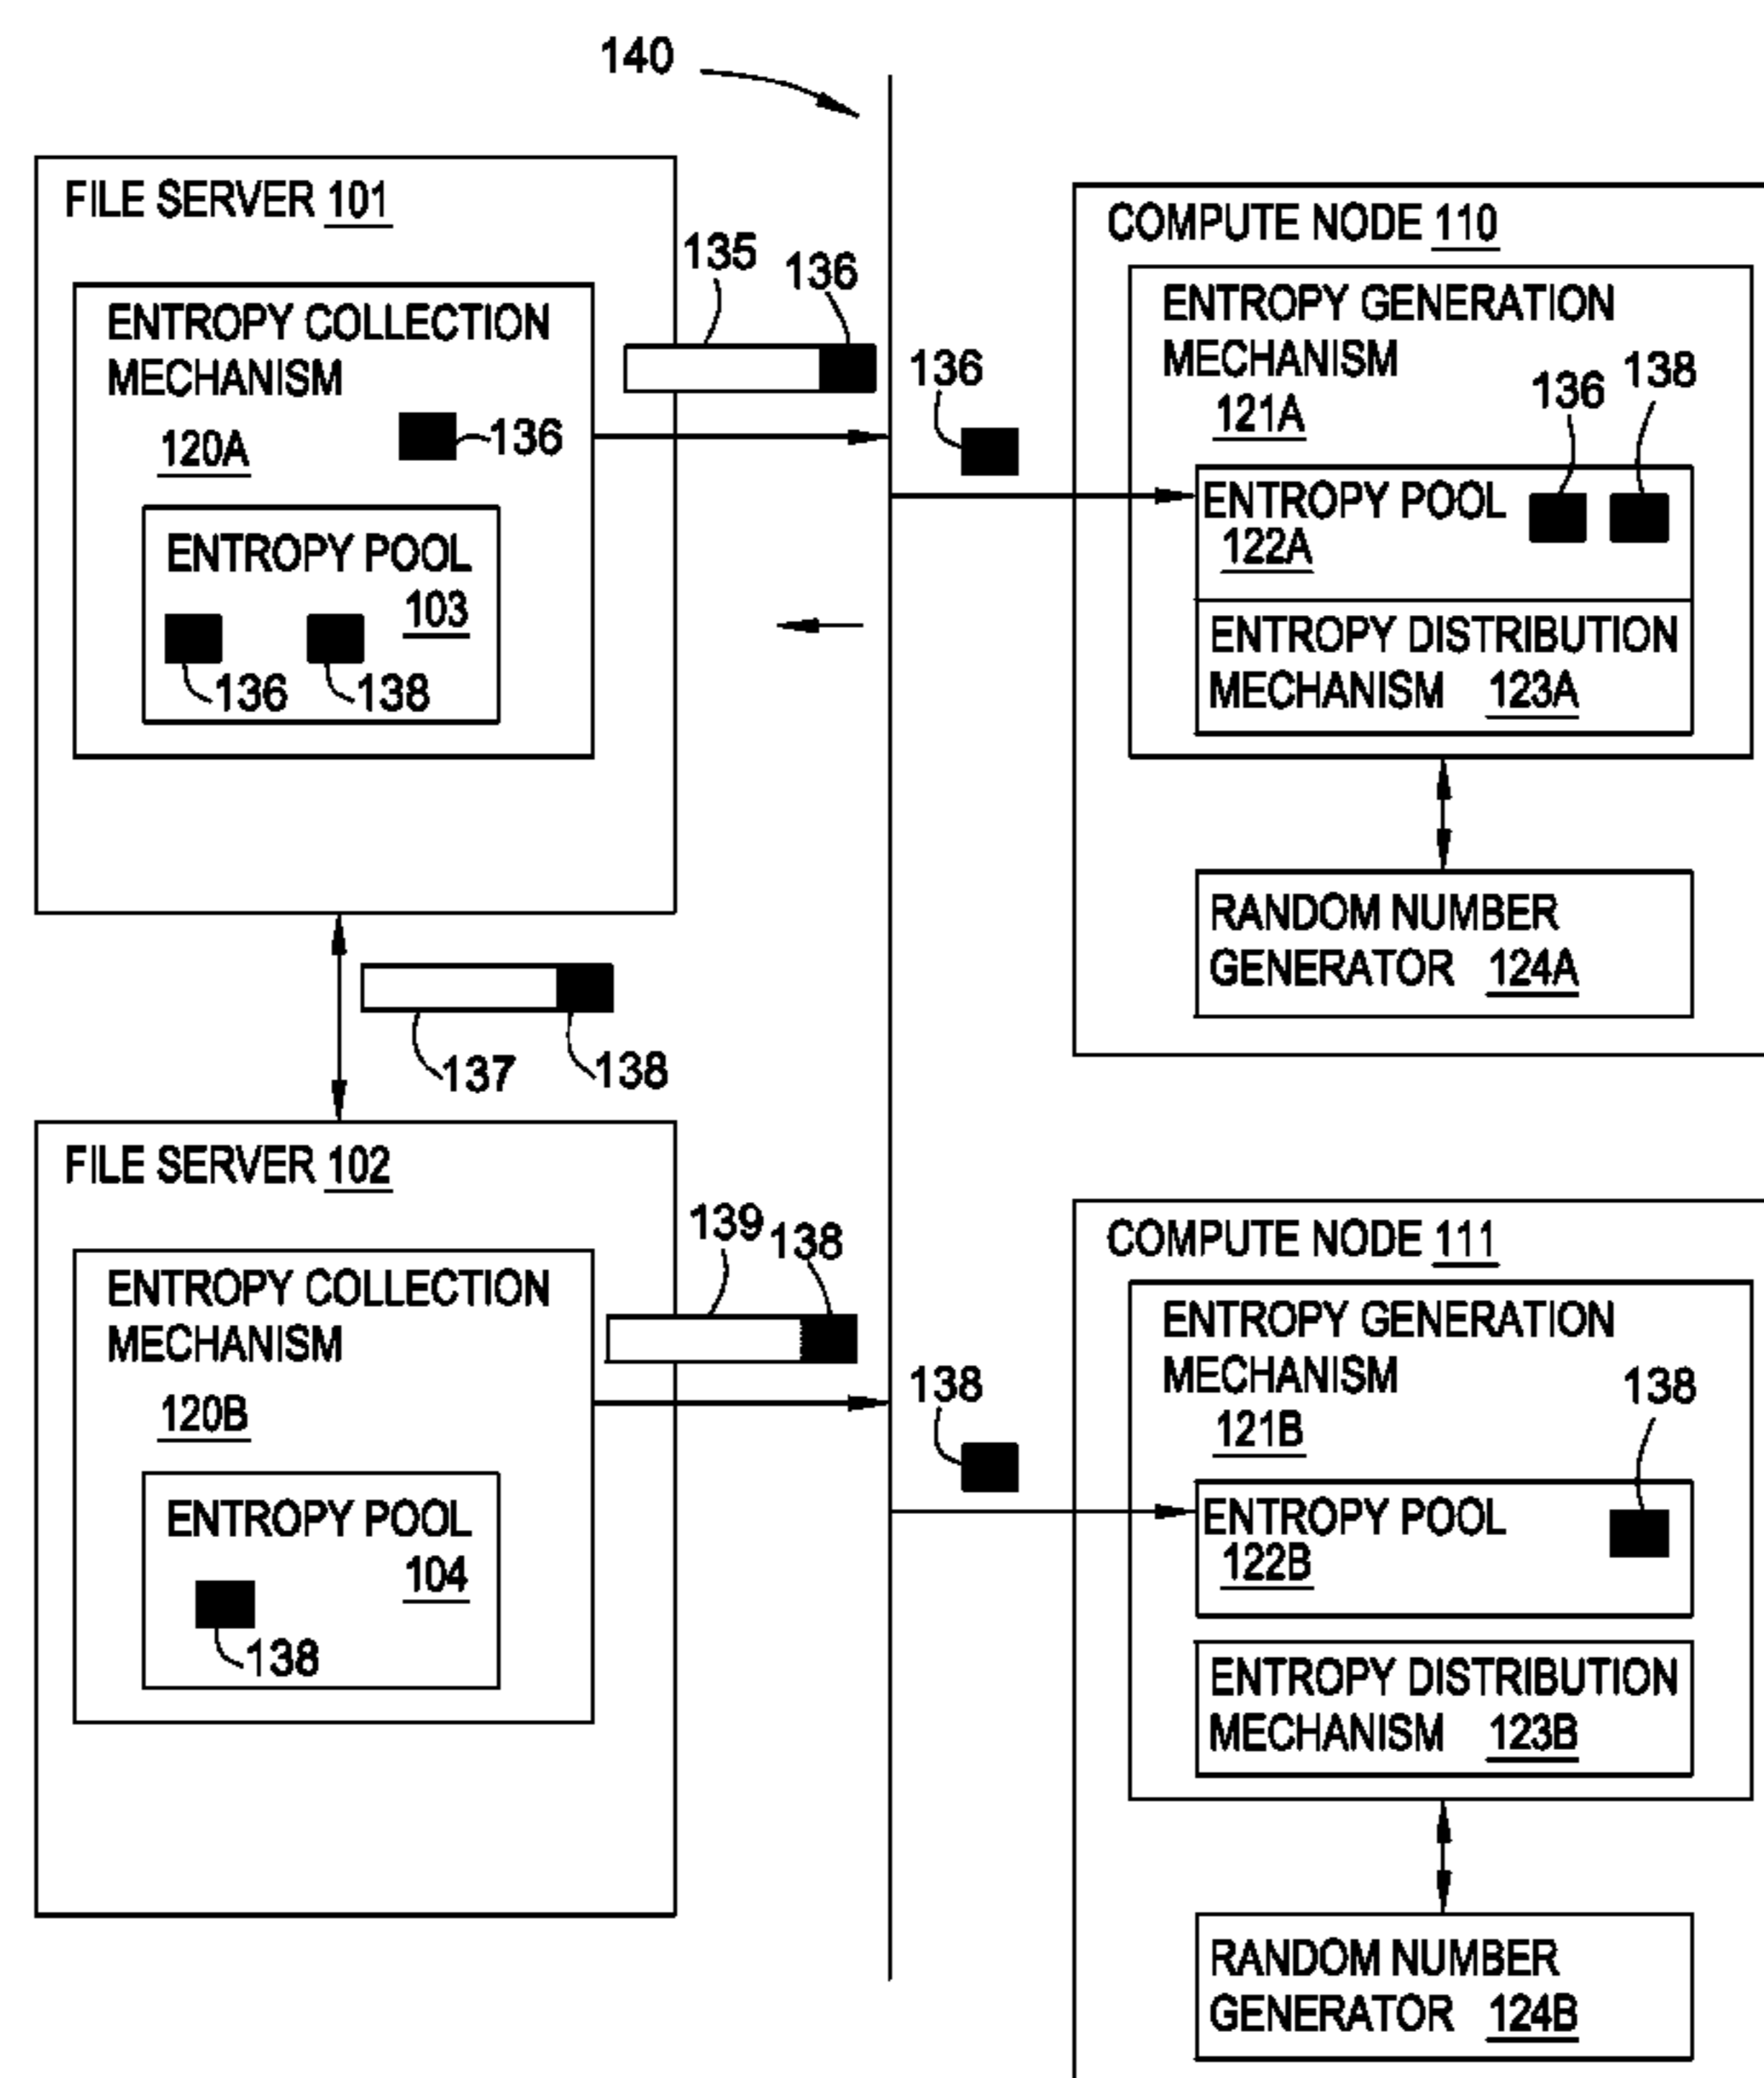 140
FILE SERVER 101
ENTROPY COLLECTION
MECHANISM
120A
136
ENTROPY POOL
103
136
138
135
136
136
COMPUTE NODE 110
ENTROPY GENERATION
MECHANISM
121A
136
138
ENTROPY POOL
122A
ENTROPY DISTRIBUTION
MECHANISM 123A
RANDOM NUMBER
GENERATOR 124A
137
138
FILE SERVER 102
ENTROPY COLLECTION
MECHANISM
120B
ENTROPY POOL
104
138
139
138
138
COMPUTE NODE 111
ENTROPY GENERATION
MECHANISM
121B
138
ENTROPY POOL
122B
ENTROPY DISTRIBUTION
MECHANISM 123B
RANDOM NUMBER
GENERATOR 124B